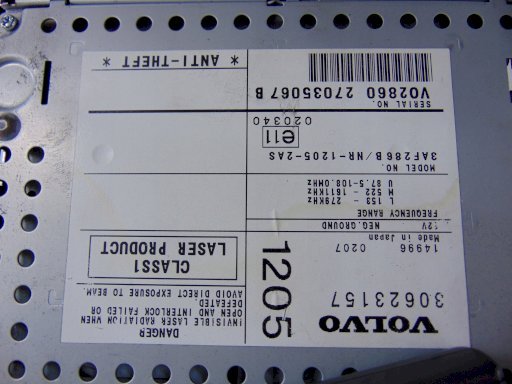 VOLVO
30623157
14996 0207
Made in Japan
12V NEG.GROUND
FREQUENCY RANGE
L 153 - 279KHz
M 522 - 1611KHz
U 87.5-108.0MHz
MODEL NO.
3AF286B/NR-1205-2AS
e11
020340
SERIAL NO.
VO2860 27035067 B
1205
DANGER
INVISIBLE LASER RADIATION WHEN
OPEN AND INTERLOCK FAILED OR
DEFEATED
AVOID DIRECT EXPOSURE TO BEAM.
CLASS1
LASER PRODUCT
* ANTI-THEFT *